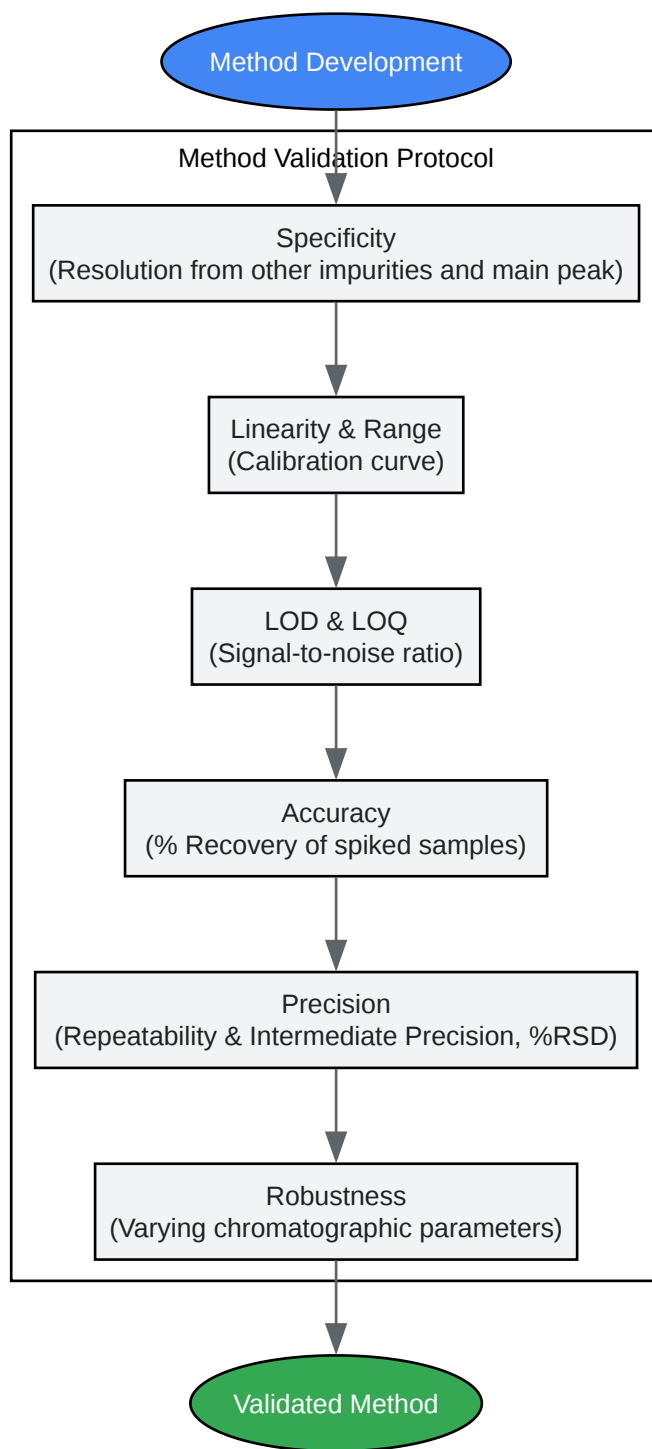 Method Development
Method Validation Protocol
Specificity
(Resolution from other impurities and main peak)
Linearity & Range
(Calibration curve)
LOD & LOQ
(Signal-to-noise ratio)
Accuracy
(% Recovery of spiked samples)
Precision
(Repeatability & Intermediate Precision, %RSD)
Robustness
(Varying chromatographic parameters)
Validated Method